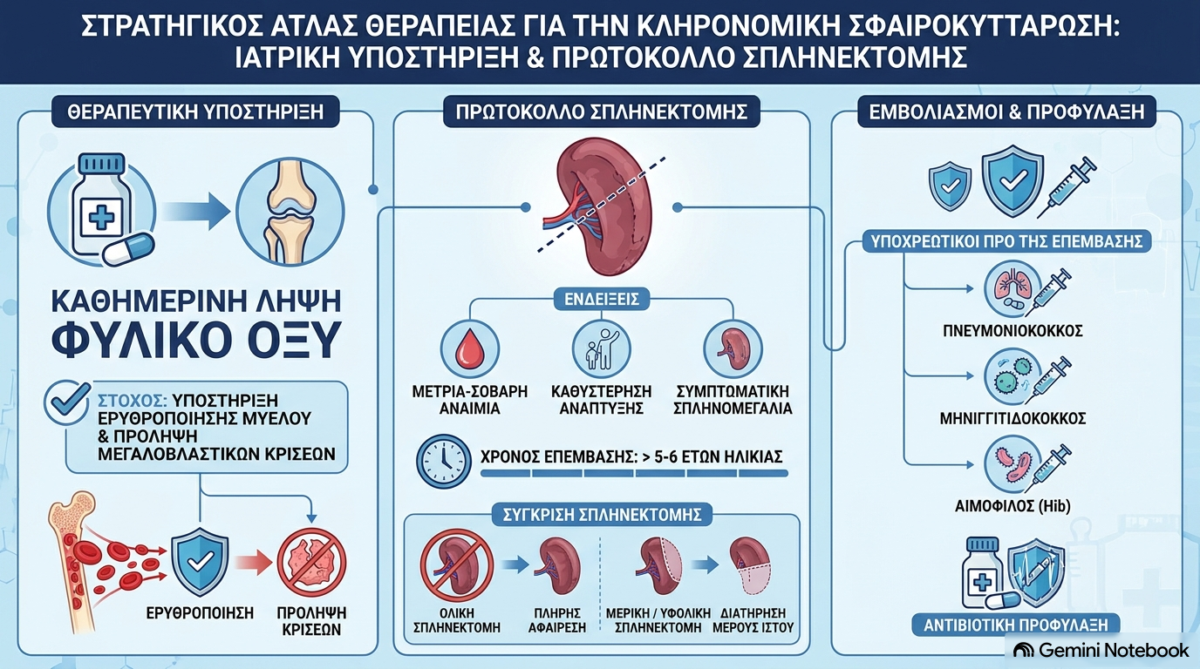 ΣΤΡΑΤΗΓΙΚΟΣ ΑΤΛΑΣ ΘΕΡΑΠΕΙΑΣ ΓΙΑ ΤΗΝ ΚΛΗΡΟΝΟΜΙΚΗ ΣΦΑΙΡΟΚΥΤΤΑΡΩΣΗ:
ΙΑΤΡΙΚΗ ΥΠΟΣΤΗΡΙΞΗ & ΠΡΩΤΟΚΟΛΛΟ ΣΠΛΗΝΕΚΤΟΜΗΣ
ΘΕΡΑΠΕΥΤΙΚΗ ΥΠΟΣΤΗΡΙΞΗ
ΚΑΘΗΜΕΡΙΝΗ ΛΗΨΗ
ΦΥΛΙΚΟ ΟΞΥ
ΣΤΟΧΟΣ: ΥΠΟΣΤΗΡΙΞΗ
ΕΡΥΘΡΟΠΟΙΗΣΗΣ ΜΥΕΛΟΥ
& ΠΡΟΛΗΨΗ
ΜΕΓΑΛΟΒΛΑΣΤΙΚΩΝ ΚΡΙΣΕΩΝ
ΕΡΥΘΡΟΠΟΙΗΣΗ
ΠΡΟΛΗΨΗ
ΚΡΙΣΕΩΝ
ΠΡΩΤΟΚΟΛΛΟ ΣΠΛΗΝΕΚΤΟΜΗΣ
ΕΝΔΕΙΞΕΙΣ
ΜΕΤΡΙΑ-ΣΟΒΑΡΗ
ΑΝΑΙΜΙΑ
ΚΑΘΥΣΤΕΡΗΣΗ
ΑΝΑΠΤΥΞΗΣ
ΣΥΜΠΤΩΜΑΤΙΚΗ
ΣΠΛΗΝΟΜΕΓΑΛΙΑ
ΧΡΟΝΟΣ ΕΠΕΜΒΑΣΗΣ: > 5-6 ΕΤΩΝ ΗΛΙΚΙΑΣ
ΣΥΓΚΡΙΣΗ ΣΠΛΗΝΕΚΤΟΜΗΣ
ΟΛΙΚΗ
ΣΠΛΗΝΕΚΤΟΜΗ
ΠΛΗΡΗΣ
ΑΦΑΙΡΕΣΗ
ΜΕΡΙΚΗ / ΥΦΟΛΙΚΗ
ΣΠΛΗΝΕΚΤΟΜΗ
ΔΙΑΤΗΡΗΣΗ
ΜΕΡΟΥΣ ΙΣΤΟΥ
ΕΜΒΟΛΙΑΣΜΟΙ & ΠΡΟΦΥΛΑΞΗ
ΥΠΟΧΡΕΩΤΙΚΟΙ ΠΡΟ ΤΗΣ ΕΠΕΜΒΑΣΗΣ
ΠΝΕΥΜΟΝΙΟΚΟΚΚΟΣ
ΜΗΝΙΓΓΙΤΙΔΟΚΟΚΚΟΣ
ΑΙΜΟΦΙΛΟΣ (Hib)
ΑΝΤΙΒΙΟΤΙΚΗ ΠΡΟΦΥΛΑΞΗ
Gemini Notebook